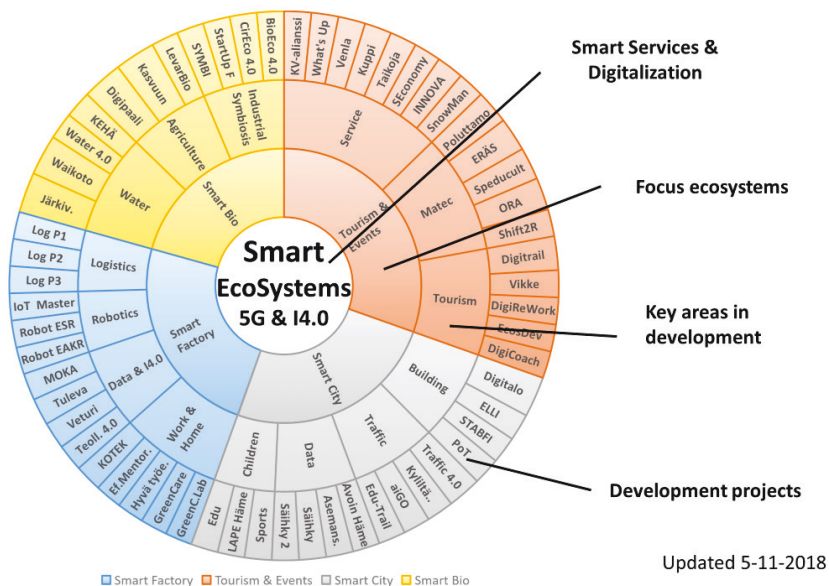 Smart
EcoSystems
5G & I4.0
Tourism &
Events
Service
Matec
Tourism
KV-allianssi
What's Up
Venla
Kuppi
Taikoja
SEconomy
INNOVA
SnowMan
Poluttamo
ERÄS
Speducult
ORA
Shift2R
Digitrail
Vikke
DigiReWork
EcosDev
DigiCoach
Smart City
Building
Traffic
Data
Children
Digitalo
ELLI
STABFI
PoT
Traffic 4.0
Kyliltä..
aiGO
Edu-Trail
Avoin Häme
Asemans.
Säihky
Säihky 2
Sports
LAPE Häme
Edu
Smart
Factory
Work &
Home
Data & I4.0
Robotics
Logistics
GreenC.Lab
GreenCare
Hyvä työe.
Ef.Mentor.
KOTEK
Teoll. 4.0
Veturi
Tuleva
MOKA
Robot EAKR
Robot ESR
IoT Master
Log P3
Log P2
Log P1
Smart Bio
Water
Agriculture
Industrial
Symbiosis
Järkiv.
Waikoto
Water 4.0
KEHÄ
Digipaali
Kasvuun
LevarBio
SYMBI
StartUp F
CirEco 4.0
BioEco 4.0
Smart Services &
Digitalization
Focus ecosystems
Key areas in
development
Development projects
Updated 5-11-2018
Smart Factory
Tourism & Events
Smart City
Smart Bio